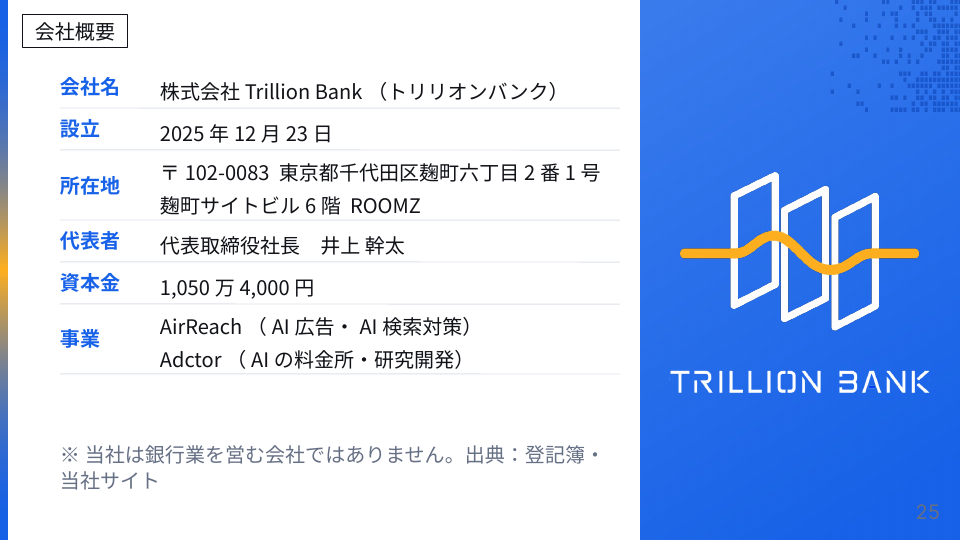 会社概要
会社名
株式会社 Trillion Bank （トリリオンバンク）
設立
2025 年 12 月 23 日
所在地
〒 102-0083 東京都千代田区麹町六丁目 2 番 1 号
麹町サイトビル 6 階 ROOMZ
代表者
代表取締役社長　井上 幹太
資本金
1,050 万 4,000 円
事業
AirReach （ AI 広告・ AI 検索対策）
Adctor （ AI の料金所・研究開発）
※ 当社は銀行業を営む会社ではありません。出典：登記簿・
当社サイト
TRILLION BANK
25